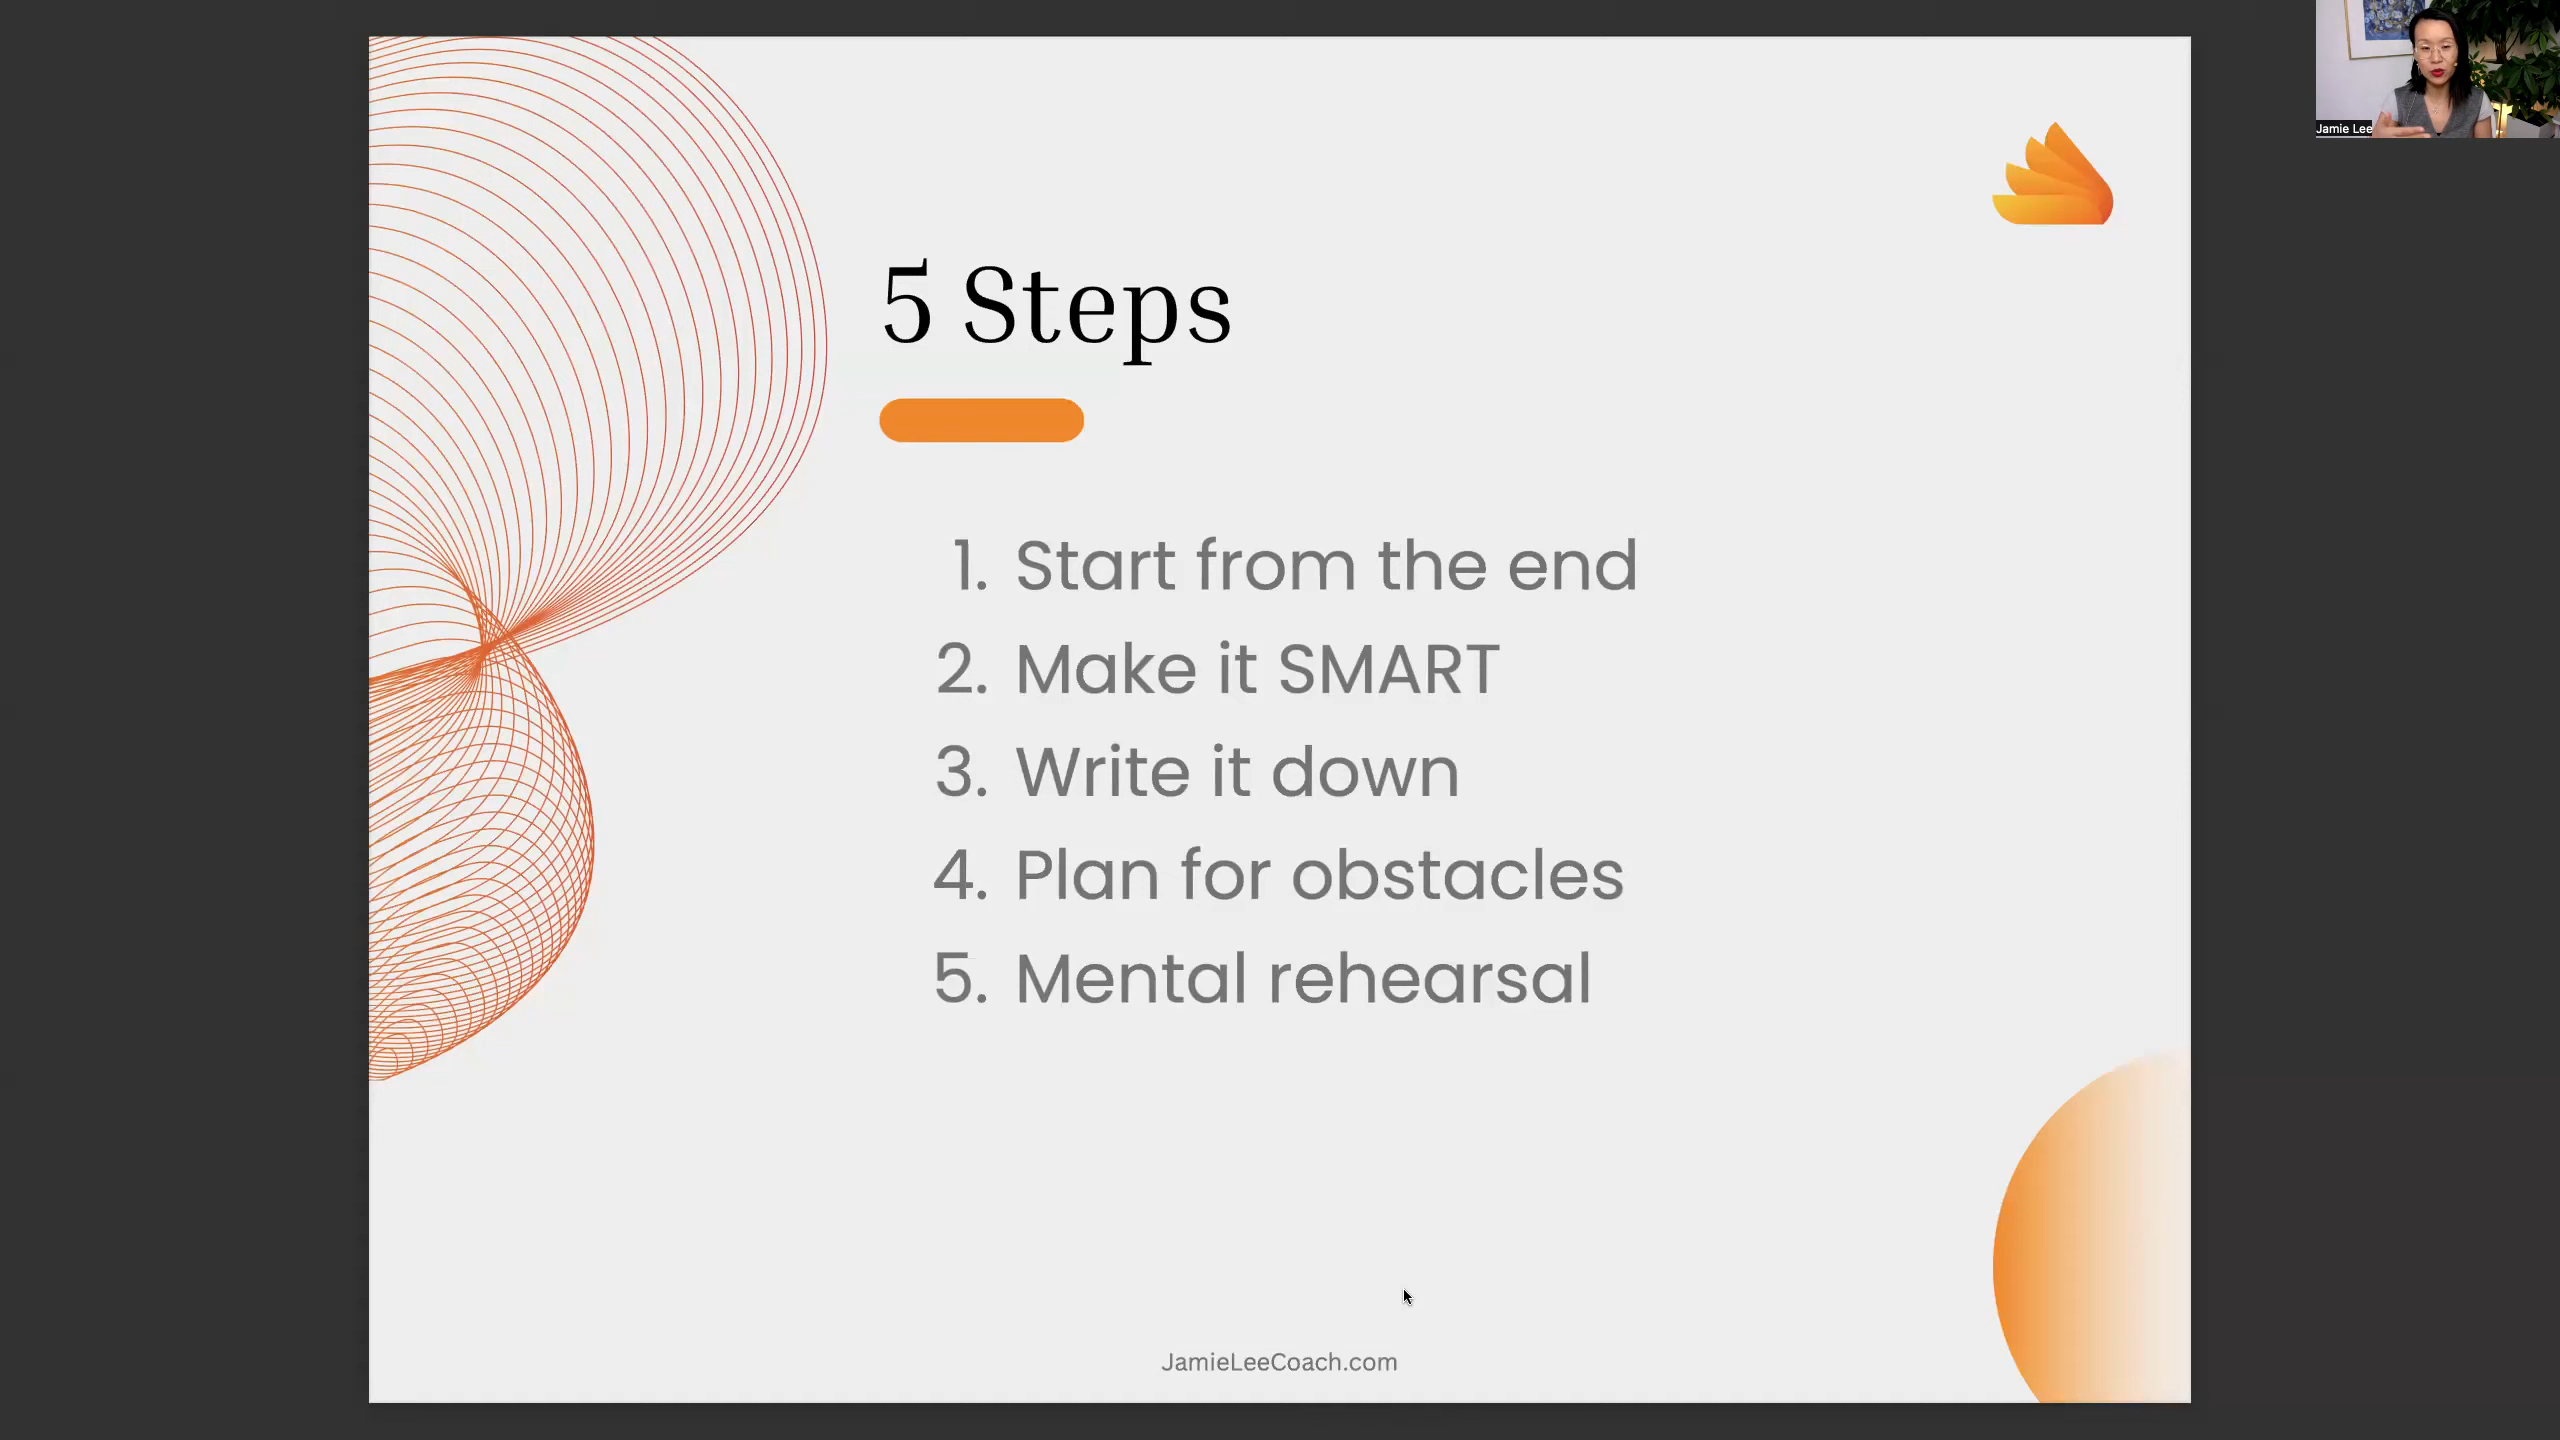 Jamie Lee
5 Steps
1. Start from the end
2. Make it SMART
3. Write it down
4. Plan for obstacles
5. Mental rehearsal
JamieLeeCoach.com